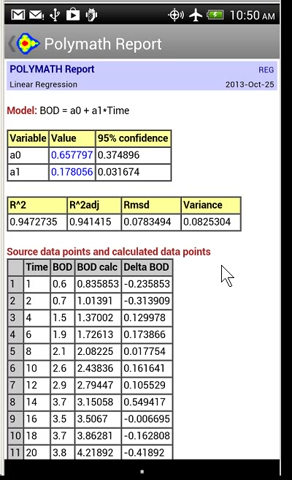 10:50 AM
Polymath Report
POLYMATH Report REG
Linear Regression 2013-Oct-25
Model: BOD = a0 + a1*Time
Variable Value 95% confidence
a0 0.657797 0.374896
a1 0.178056 0.031674
R^2 R^2adj Rmsd Variance
0.9472735 0.941415 0.0783494 0.0825304
Source data points and calculated data points
Time BOD BOD calc Delta BOD
1 1 0.6 0.835853 -0.235853
2 2 0.7 1.01391 -0.313909
3 4 1.5 1.37002 0.129978
4 6 1.9 1.72613 0.173866
5 8 2.1 2.08225 0.017754
6 10 2.6 2.43836 0.161641
7 12 2.9 2.79447 0.105529
8 14 3.7 3.15058 0.549417
9 16 3.5 3.5067 -0.006695
10 18 3.7 3.86281 -0.162808
11 20 3.8 4.21892 -0.41892